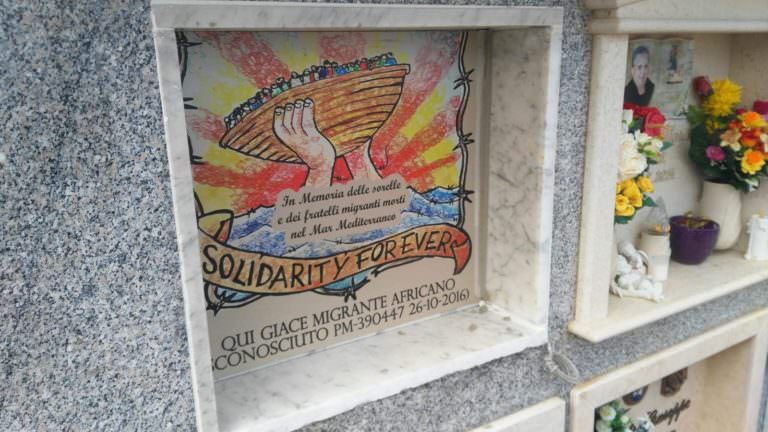 In Memoria delle sorelle
e dei fratelli migranti morti
nel Mar Mediterraneo
SOLIDARITY FOREVER
QUI GIACE MIGRANTE AFRICANO
SCONOSCIUTO PM-390447 26-10-2016)
Giuseppe